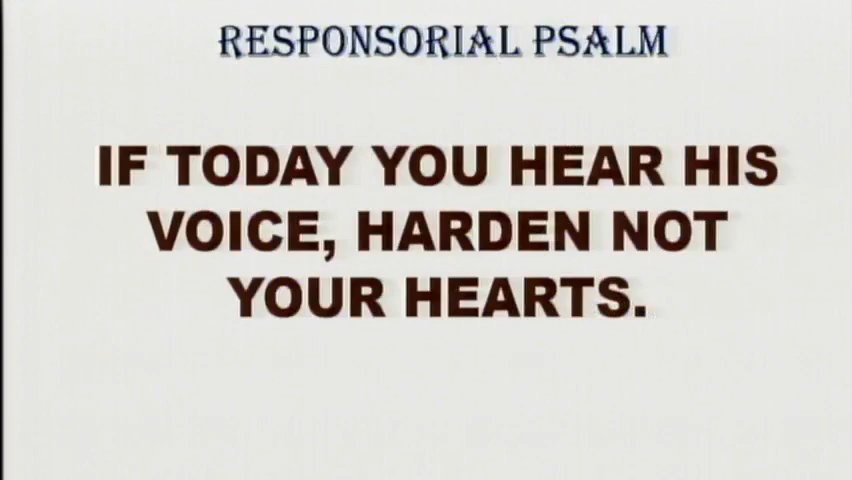 RESPONSORIAL PSALM
IF TODAY YOU HEAR HIS
VOICE, HARDEN NOT
YOUR HEARTS.